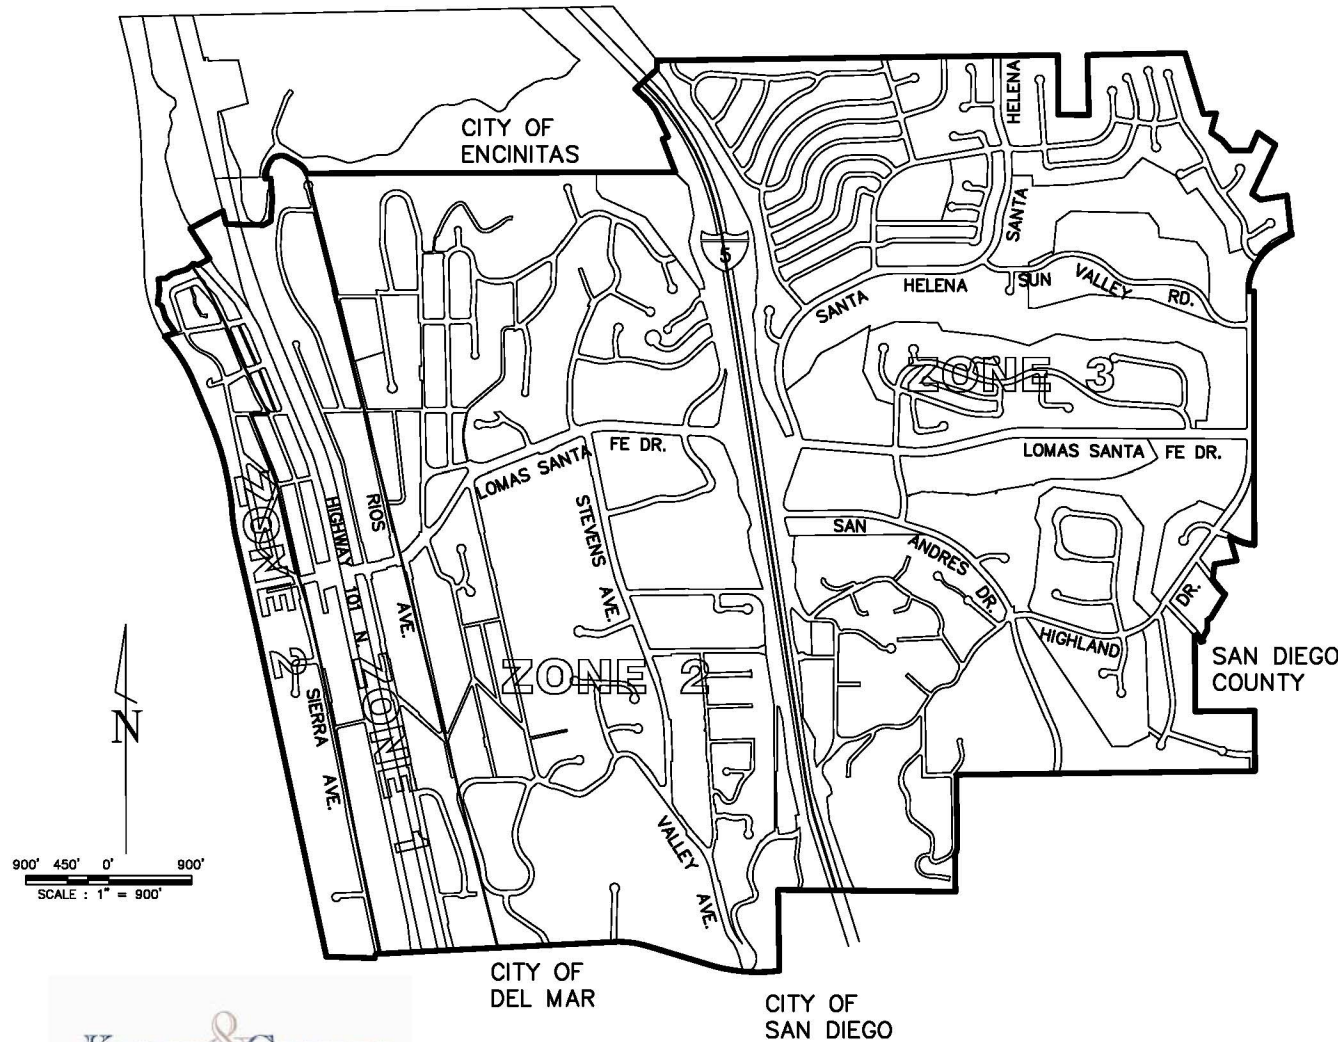 CITY OF
ENCINITAS
HELENA
SANTA
5
SANTA
HELENA
SUN
VALLEY
RD.
ZONE 3
LOMAS SANTA
FE DR.
LOMAS SANTA
FE DR.
RIOS
AVE.
HIGHWAY
101
N.
STEVENS
AVE.
SAN
ANDRES
DR.
HIGHLAND
DR.
ZONE 2
ZONE 2
ZONE 1
SIERRA
AVE.
VALLEY
AVE.
SAN DIEGO
COUNTY
N
900' 450' 0' 900'
SCALE : 1" = 900'
CITY OF
DEL MAR
CITY OF
SAN DIEGO
&